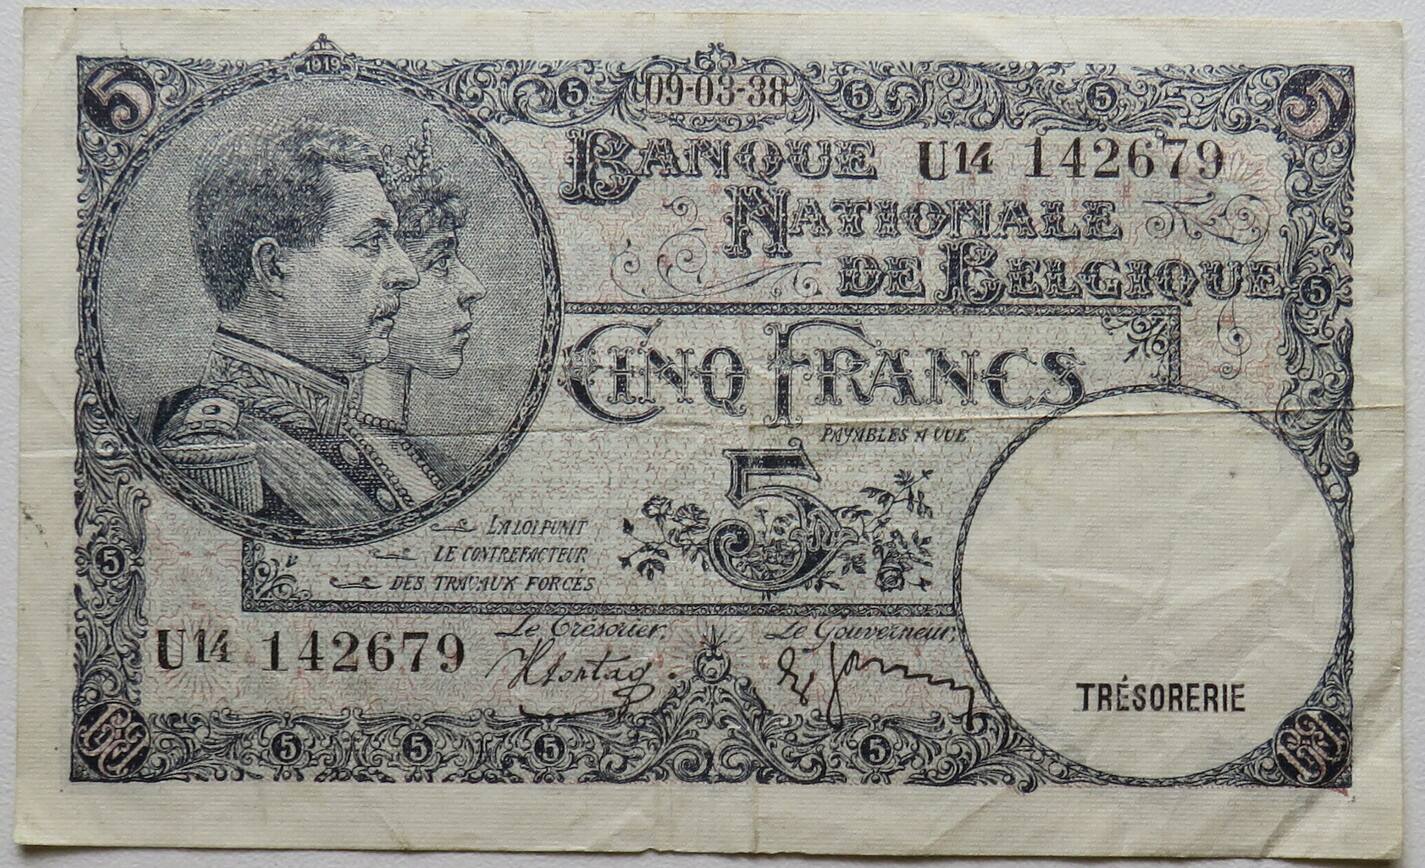 5
1919
5
09-03-38
5
5
5
BANQUE U14 142679
NATIONALE
DE BELGIQUE
5
CINQ FRANCS
PAYABLES A VUE
5
LA LOI PUNIT
LE CONTREFACTEUR
DES TRAVAUX FORCÉS
5
Le Trésorier,
Le Gouverneur,
U14 142679
TRÉSORERIE
5
5
5
5